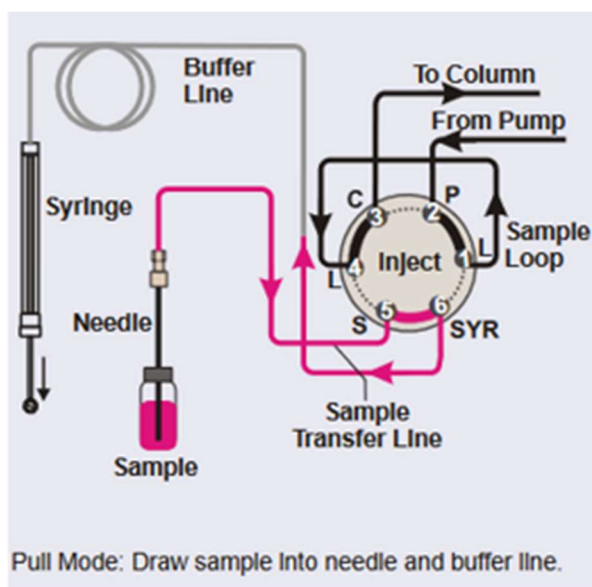 Buffer
Line
To Column
From Pump
Syringe
C
P
3
2
Sample
Loop
Inject
4
1
L
L
Needle
5
6
S
SYR
Sample
Transfer Line
Sample
Pull Mode: Draw sample into needle and buffer line.